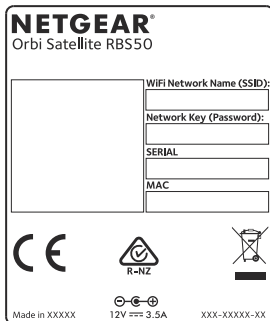 NETGEAR®
Orbi Satellite RBS50
WiFi Network Name (SSID):
Network Key (Password):
SERIAL
MAC
CE
R-NZ
12V ⎓ 3.5A
Made in XXXXX
XXX-XXXXX-XX